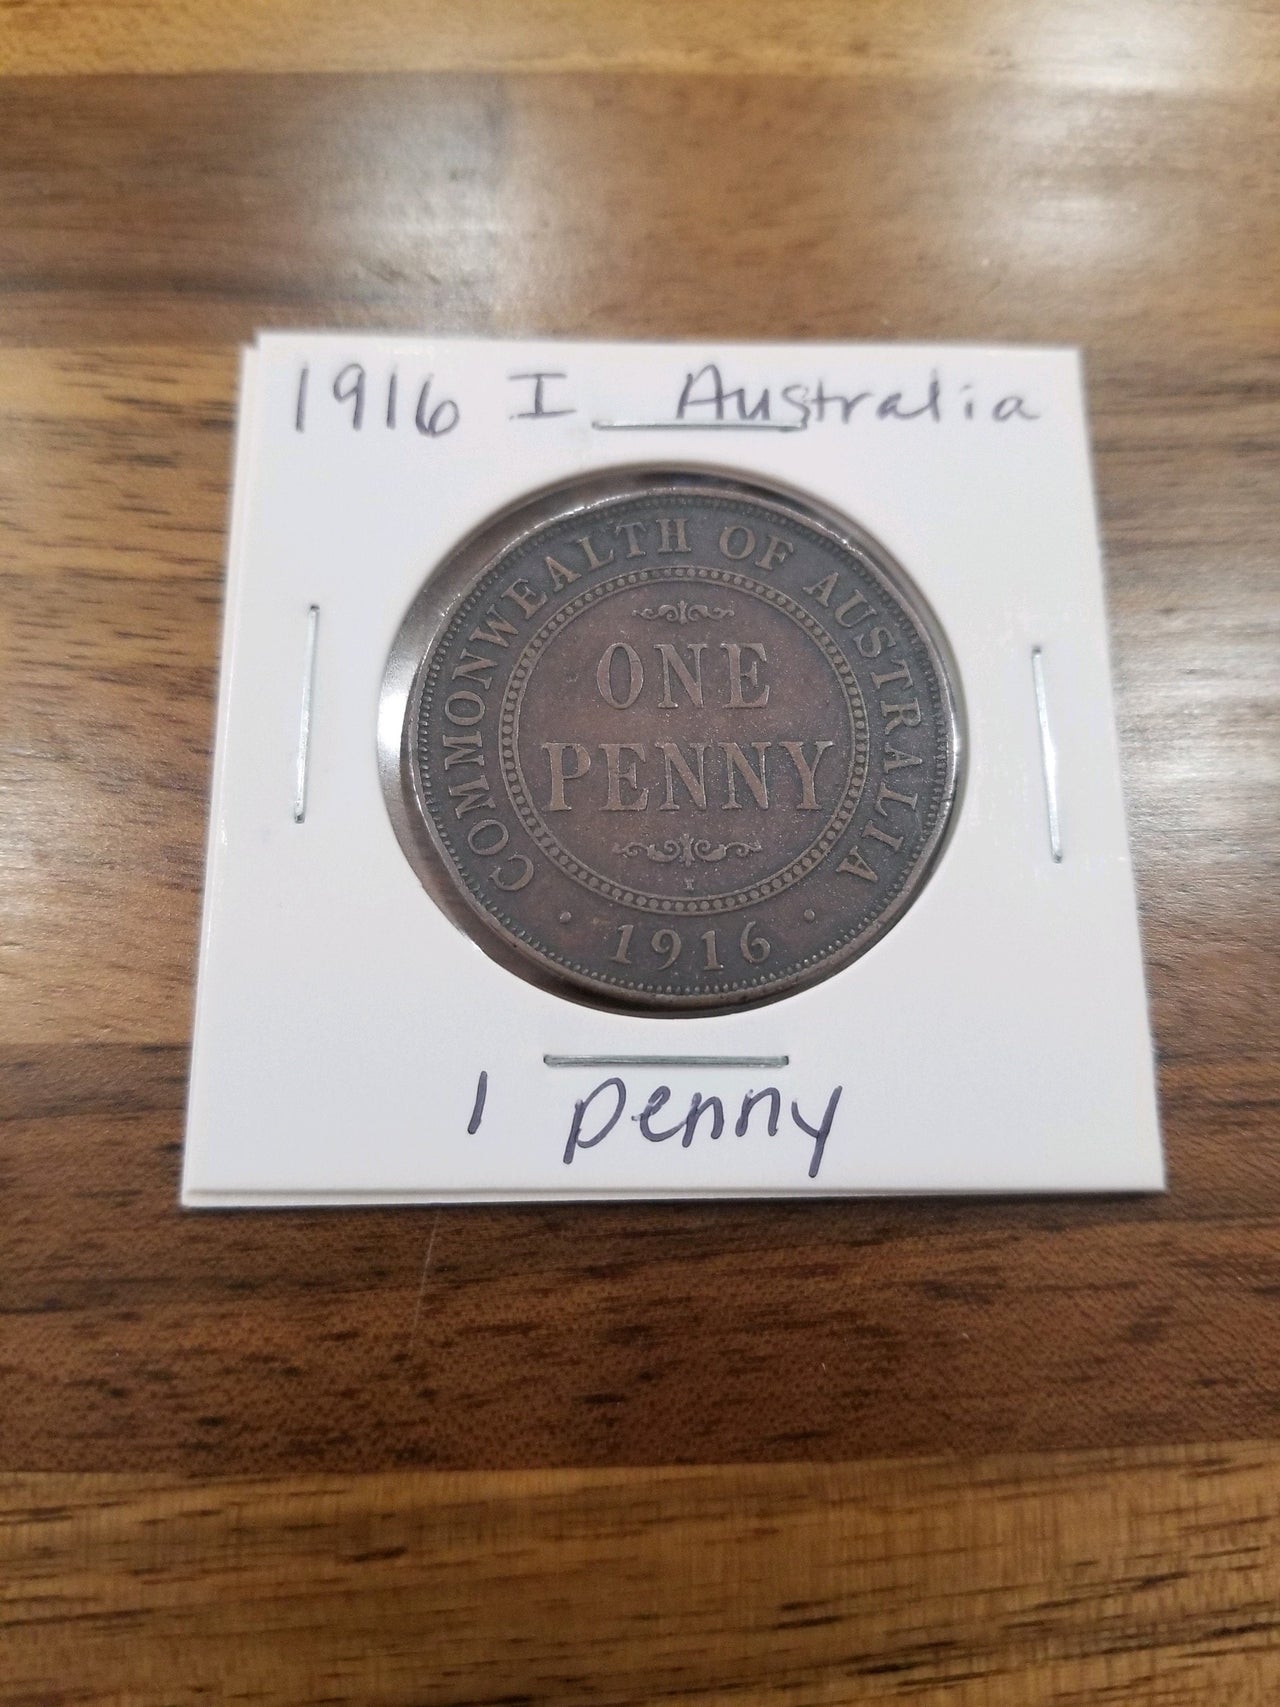 1916 I Australia
COMMONWEALTH OF AUSTRALIA
ONE
PENNY
I
· 1916 ·
1 penny